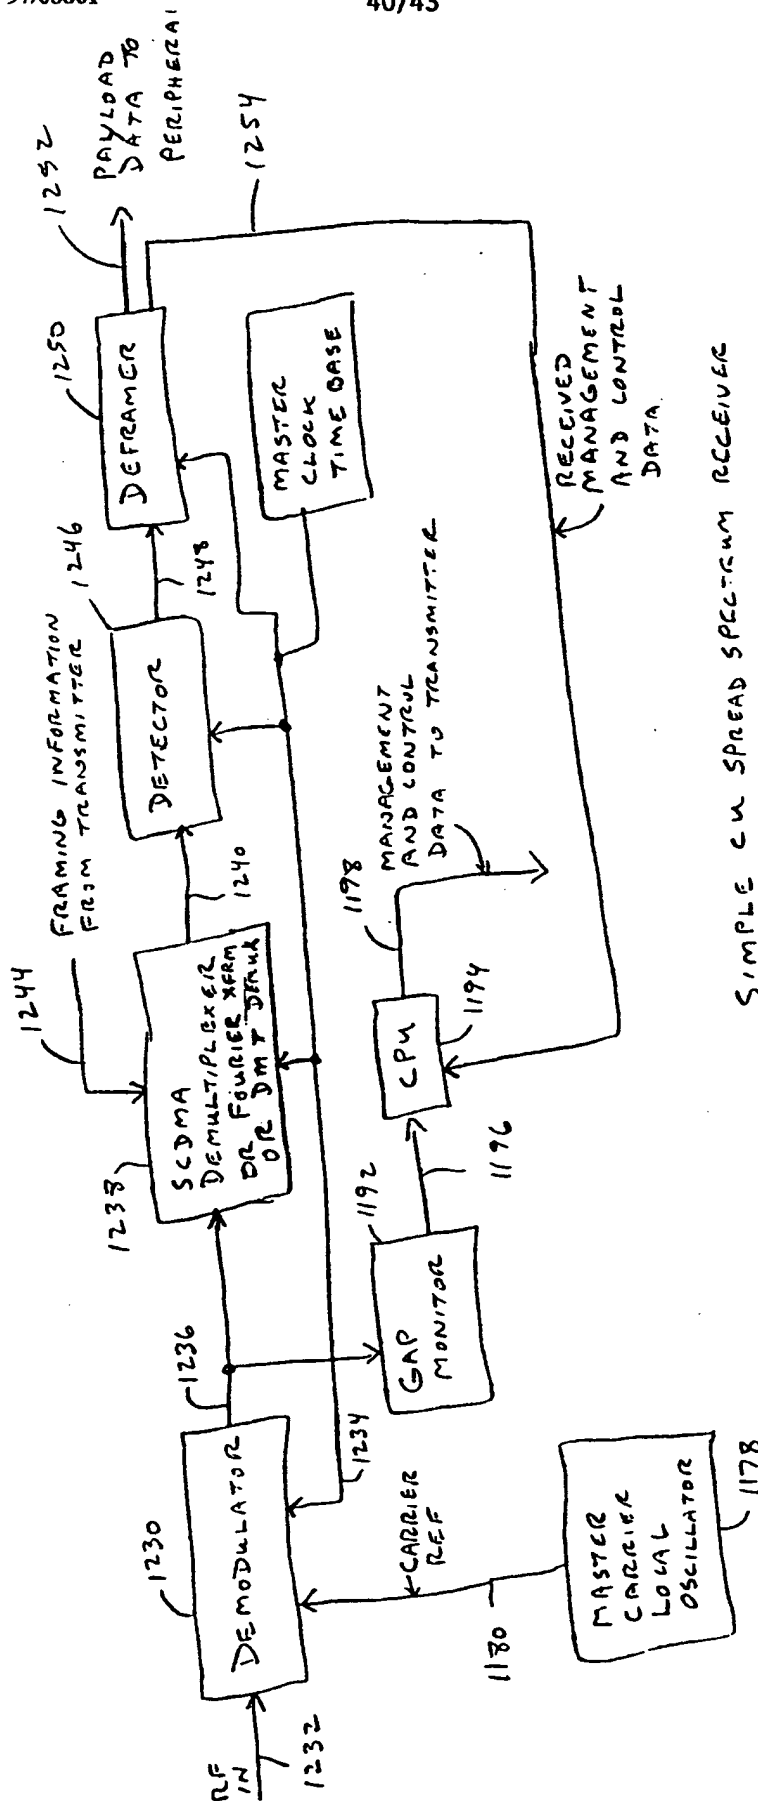 40/43
RF
IN
1232
1230
DEMODULATOR
1236
1234
CARRIER
REF
1180
MASTER
CARRIER
LOCAL
OSCILLATOR
1178
1238
SCDMA
DEMULTIPLEXER
OR FOURIER XFRM
OR DMT DEMUX
1244
FRAMING INFORMATION
FROM TRANSMITTER
1240
1192
GAP
MONITOR
1196
CPU
1194
1198
MANAGEMENT
AND CONTROL
DATA TO TRANSMITTER
DETECTOR
1246
1248
DEFRAMER
1250
1252
PAYLOAD
DATA TO
PERIPHERAL
MASTER
CLOCK
TIME BASE
1254
RECEIVED
MANAGEMENT
AND CONTROL
DATA
SIMPLE CU SPREAD SPECTRUM RECEIVER